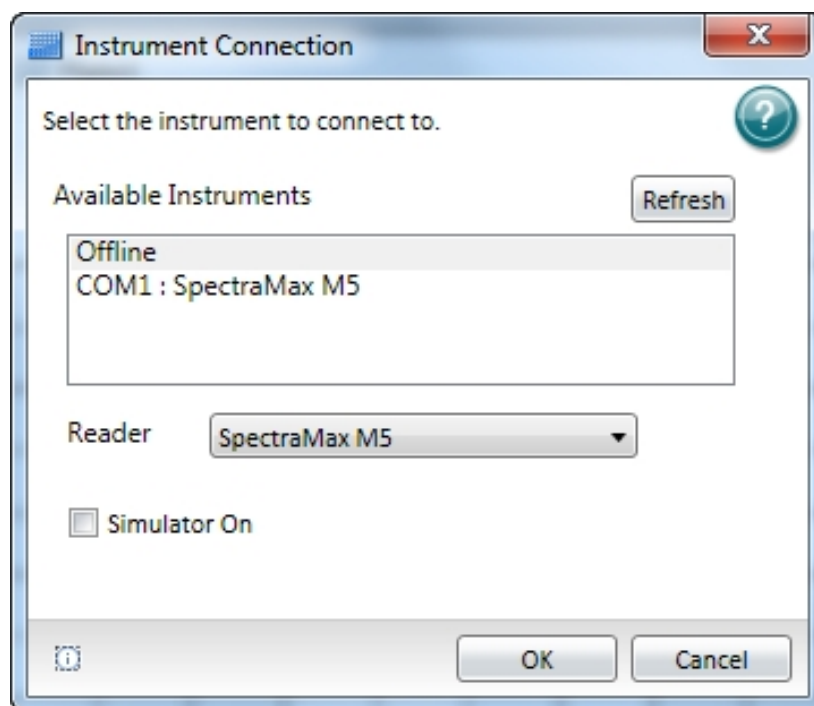 Instrument Connection
X
Select the instrument to connect to.
?
Available Instruments
Refresh
Offline
COM1 : SpectraMax M5
Reader
SpectraMax M5
Simulator On
i
OK
Cancel